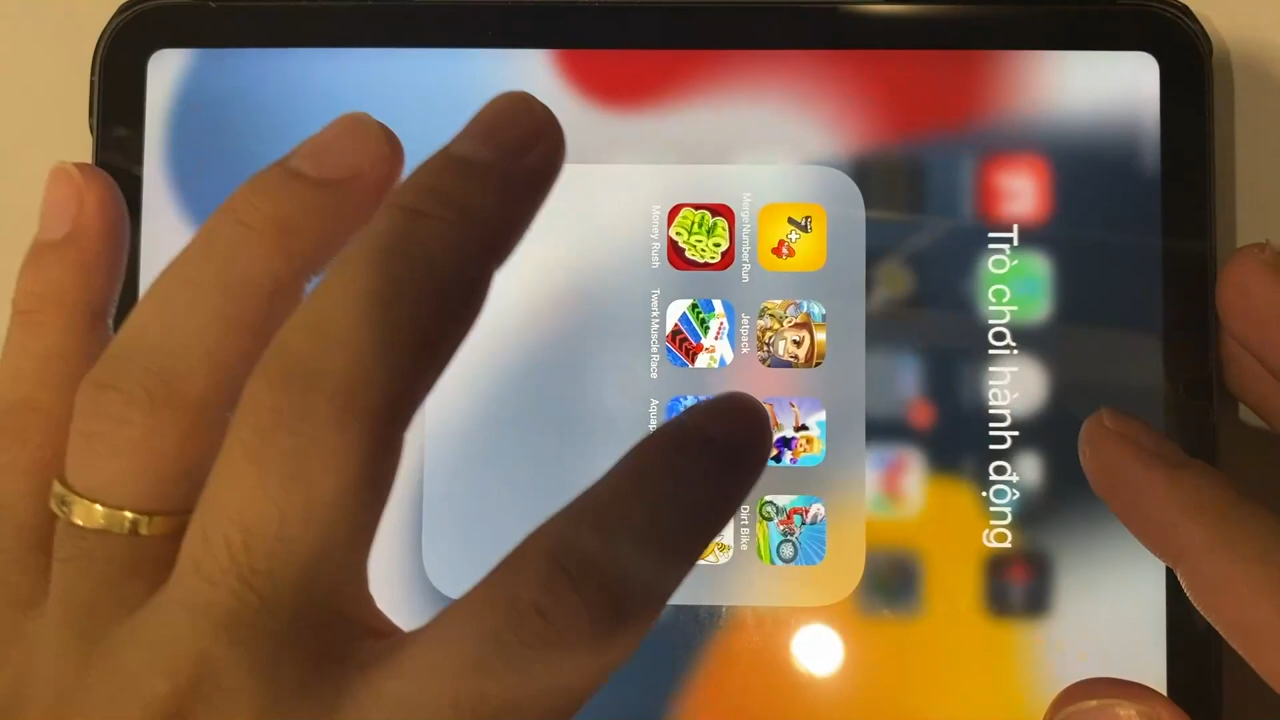 Trò chơi hành động
Merge Number Run
Jetpack
Dirt Bike
Money Rush
Twerk Muscle Race